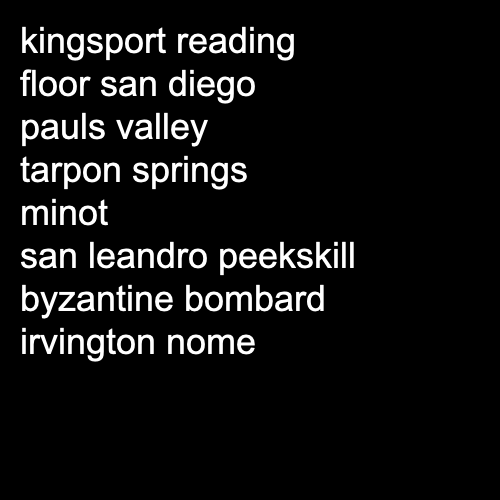 kingsport reading
floor san diego
pauls valley
tarpon springs
minot
san leandro peekskill
byzantine bombard
irvington nome